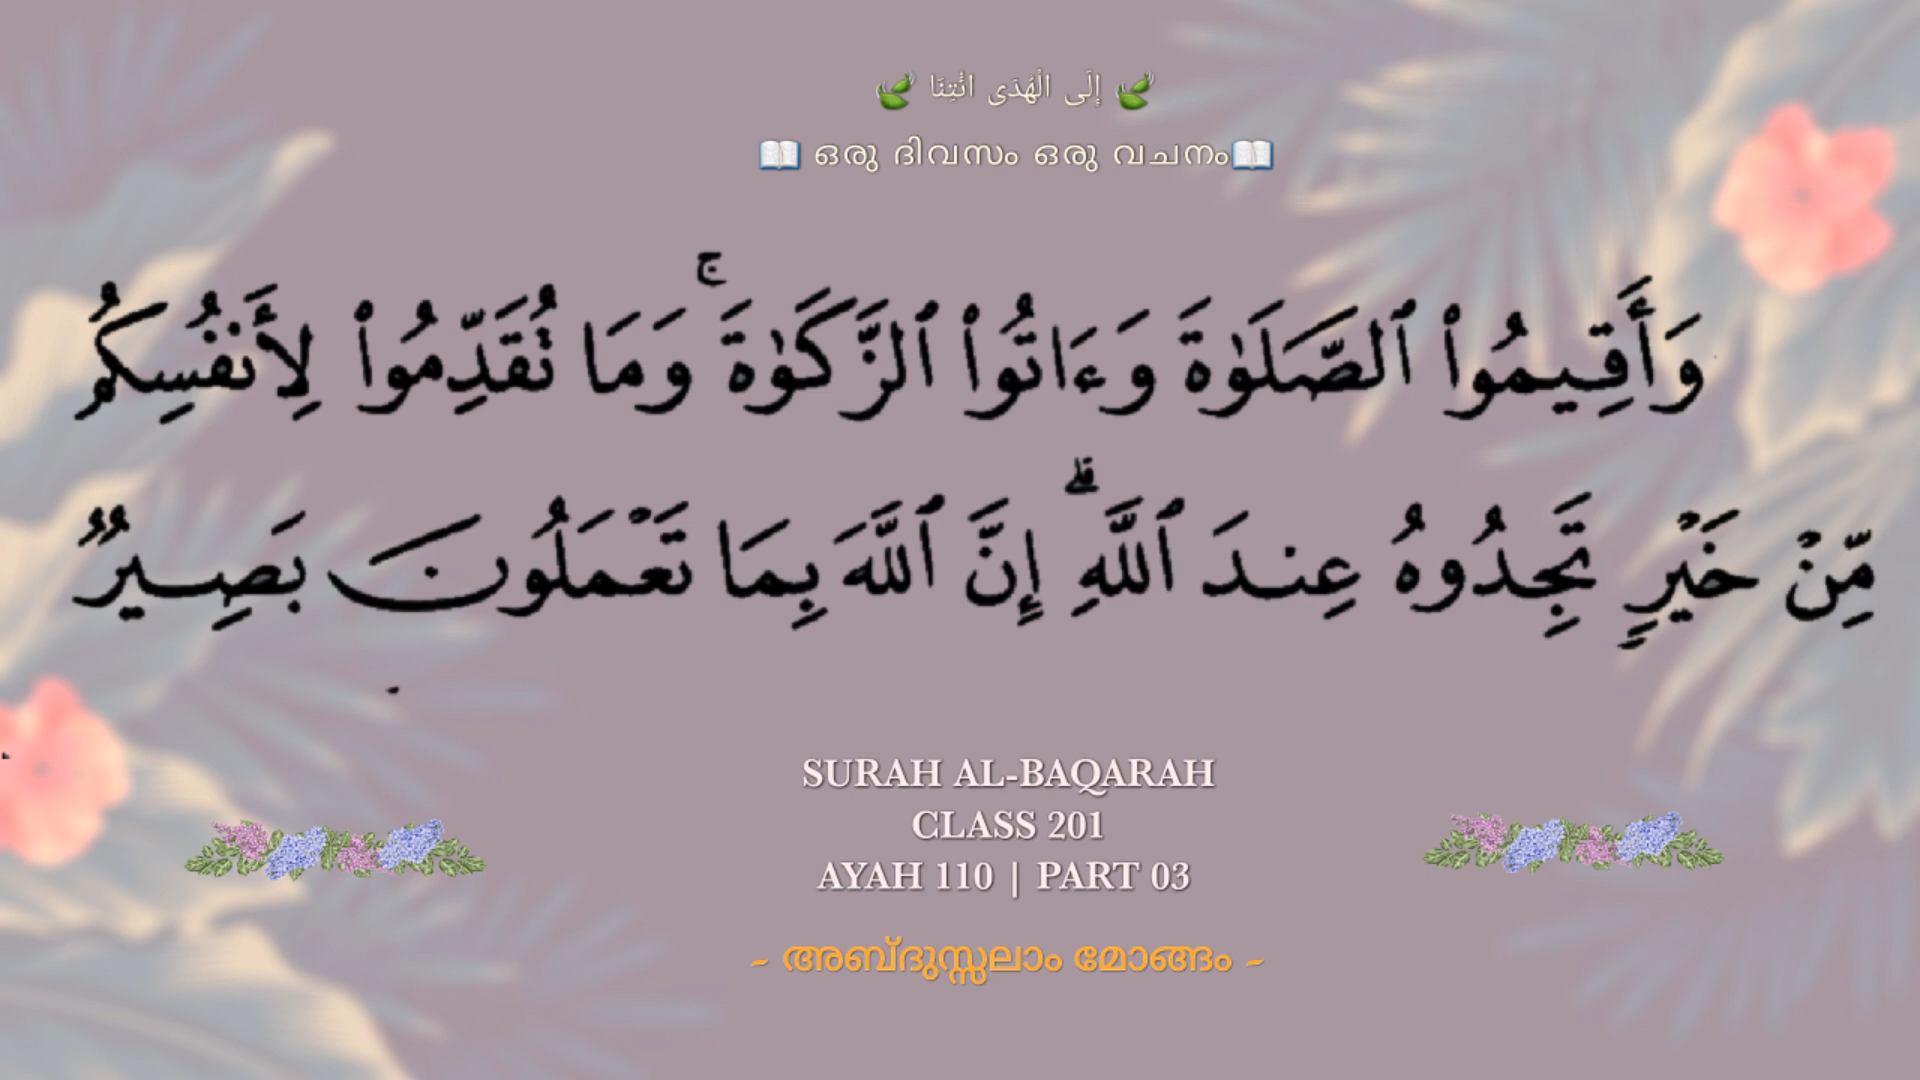 🍃 إِلَى الْهُدَى ائْتِنَا 🍃
📖 ഒരു ദിവസം ഒരു വചനം📖
وَأَقِيمُوا۟ ٱلصَّلَوٰةَ وَءَاتُوا۟ ٱلزَّكَوٰةَ ۚ وَمَا تُقَدِّمُوا۟ لِأَنفُسِكُم
مِّنْ خَيْرٍ تَجِدُوهُ عِندَ ٱللَّهِ ۗ إِنَّ ٱللَّهَ بِمَا تَعْمَلُونَ بَصِيرٌ
SURAH AL-BAQARAH
CLASS 201
AYAH 110 | PART 03
~ അബ്ദുസ്സലാം മോങ്ങം ~